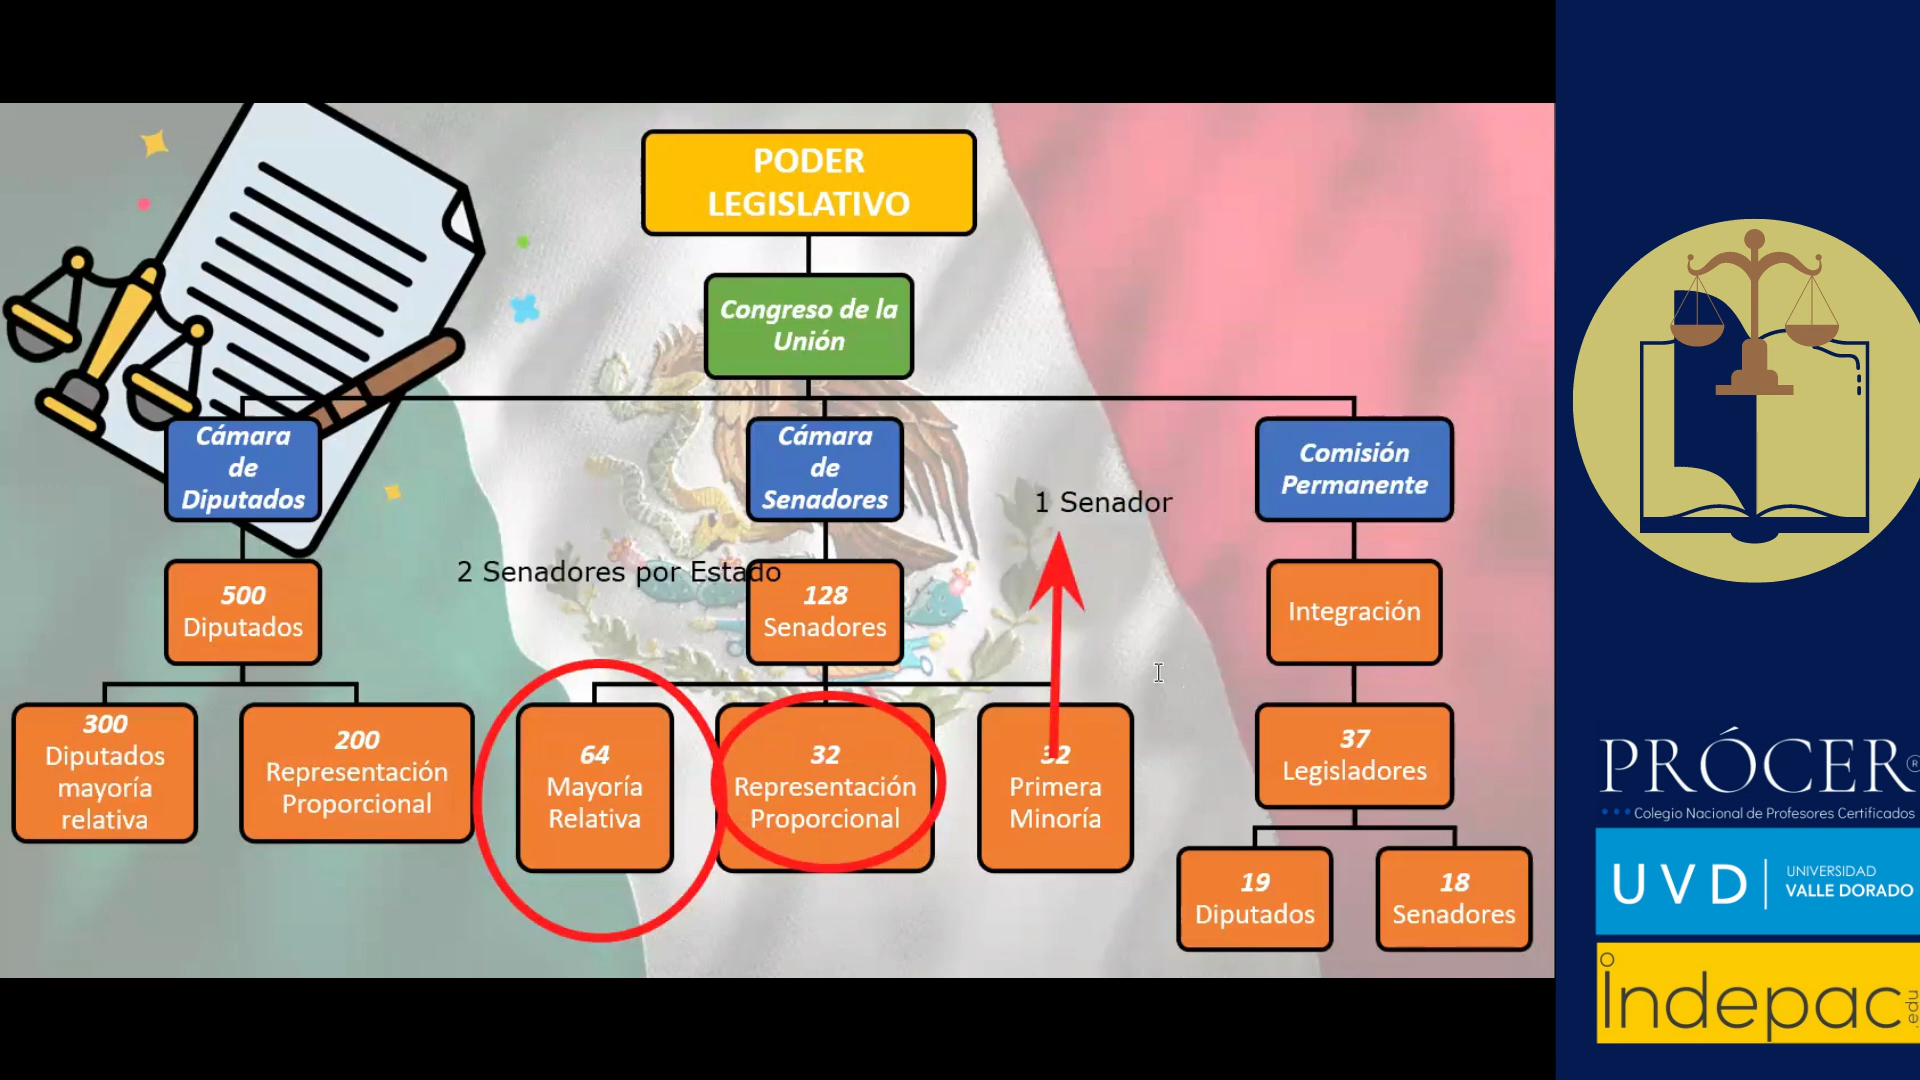 PODER
LEGISLATIVO
Congreso de la
Unión
Cámara
de
Diputados
Cámara
de
Senadores
Comisión
Permanente
1 Senador
2 Senadores por Estado
500
Diputados
128
Senadores
Integración
300
Diputados
mayoría
relativa
200
Representación
Proporcional
64
Mayoría
Relativa
32
Representación
Proporcional
32
Primera
Minoría
37
Legisladores
19
Diputados
18
Senadores
PRÓCER®
Colegio Nacional de Profesores Certificados
UVD
UNIVERSIDAD
VALLE DORADO
indepac.edu